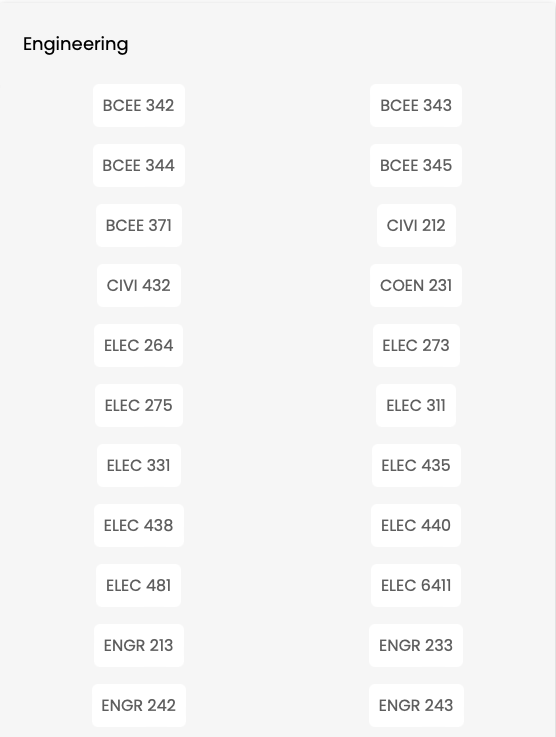 Engineering
BCEE 342 BCEE 343
BCEE 344 BCEE 345
BCEE 371 CIVI 212
CIVI 432 COEN 231
ELEC 264 ELEC 273
ELEC 275 ELEC 311
ELEC 331 ELEC 435
ELEC 438 ELEC 440
ELEC 481 ELEC 6411
ENGR 213 ENGR 233
ENGR 242 ENGR 243